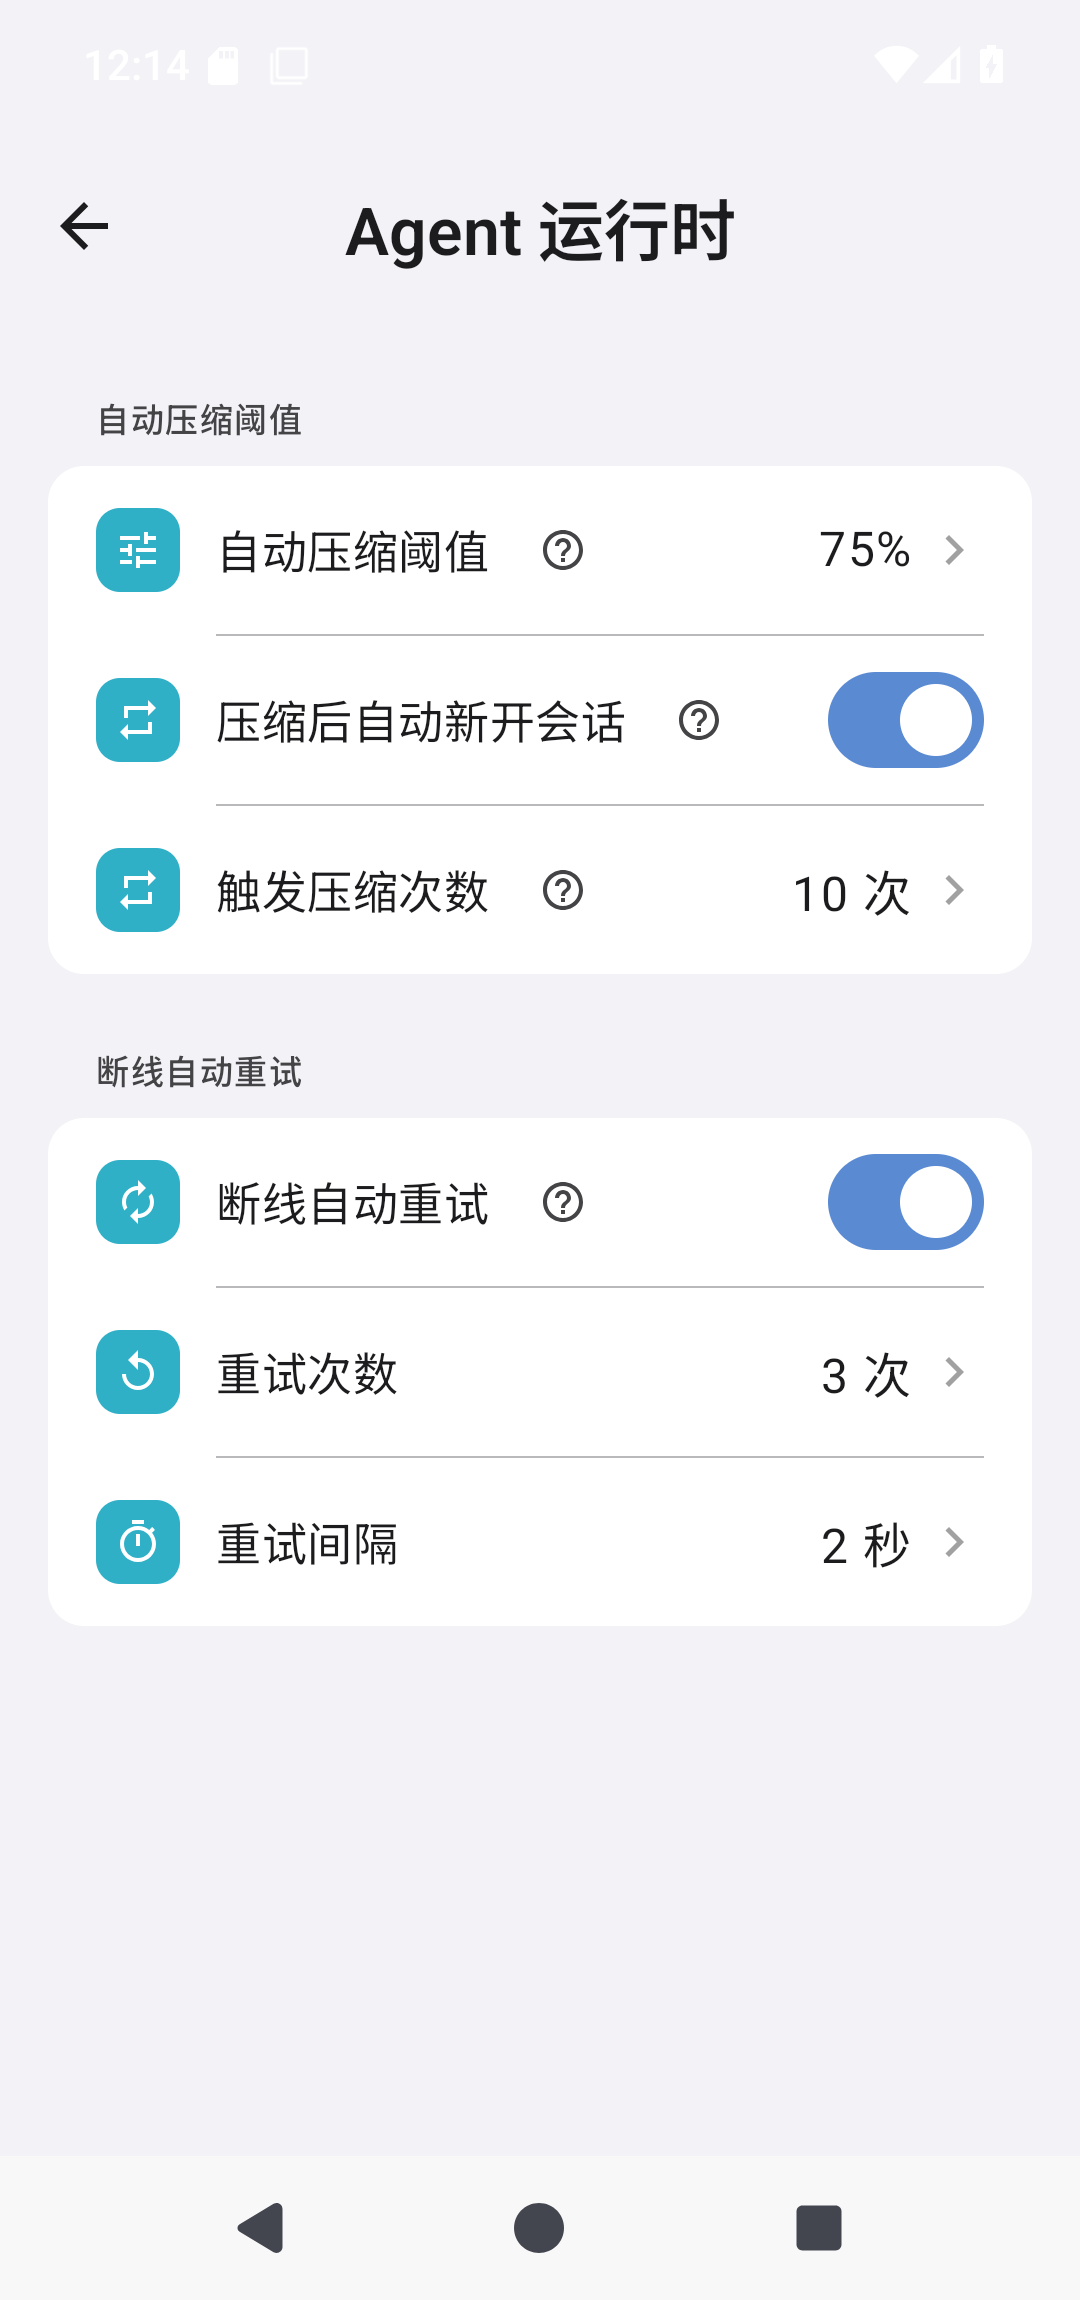 12:14
Agent 运行时
自动压缩阈值
自动压缩阈值
75%
压缩后自动新开会话
触发压缩次数
10 次
断线自动重试
断线自动重试
重试次数
3 次
重试间隔
2 秒